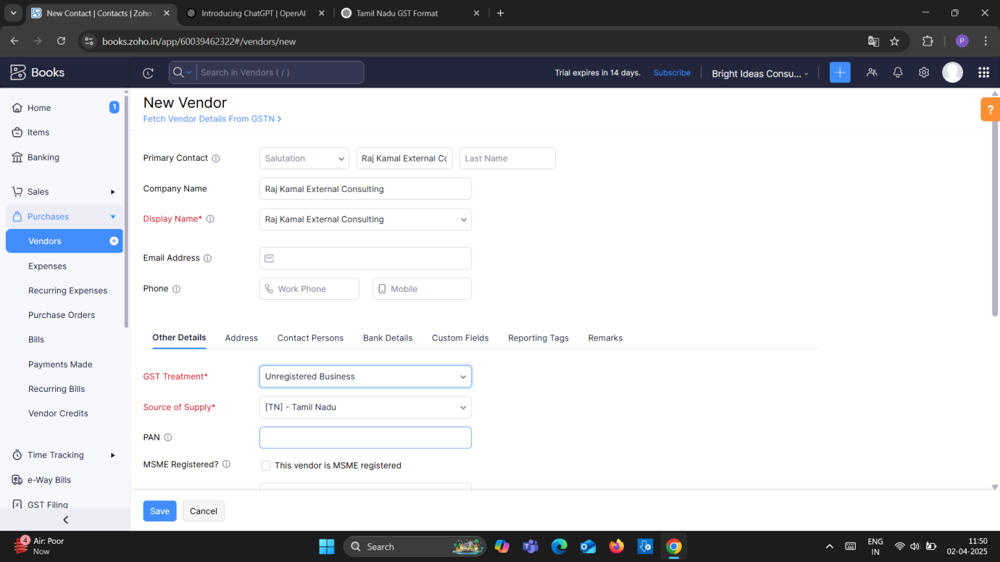 New Contact | Contacts | Zoho
Introducing ChatGPT | OpenAI
Tamil Nadu GST Format
books.zoho.in/app/60039462322#/vendors/new
P
Books
Search in Vendors ( / )
Trial expires in 14 days.
Subscribe
Bright Ideas Consu...
Home
1
Items
Banking
Sales
Purchases
Vendors
Expenses
Recurring Expenses
Purchase Orders
Bills
Payments Made
Recurring Bills
Vendor Credits
Time Tracking
e-Way Bills
GST Filing
New Vendor
Fetch Vendor Details From GSTN >
?
Primary Contact
Salutation
Raj Kamal External Cc
Last Name
Company Name
Raj Kamal External Consulting
Display Name*
Raj Kamal External Consulting
Email Address
Phone
Work Phone
Mobile
Other Details
Address
Contact Persons
Bank Details
Custom Fields
Reporting Tags
Remarks
GST Treatment*
Unregistered Business
Source of Supply*
[TN] - Tamil Nadu
PAN
MSME Registered?
This vendor is MSME registered
Save
Cancel
4
Air: Poor
Now
Search
ENG
IN
11:50
02-04-2025